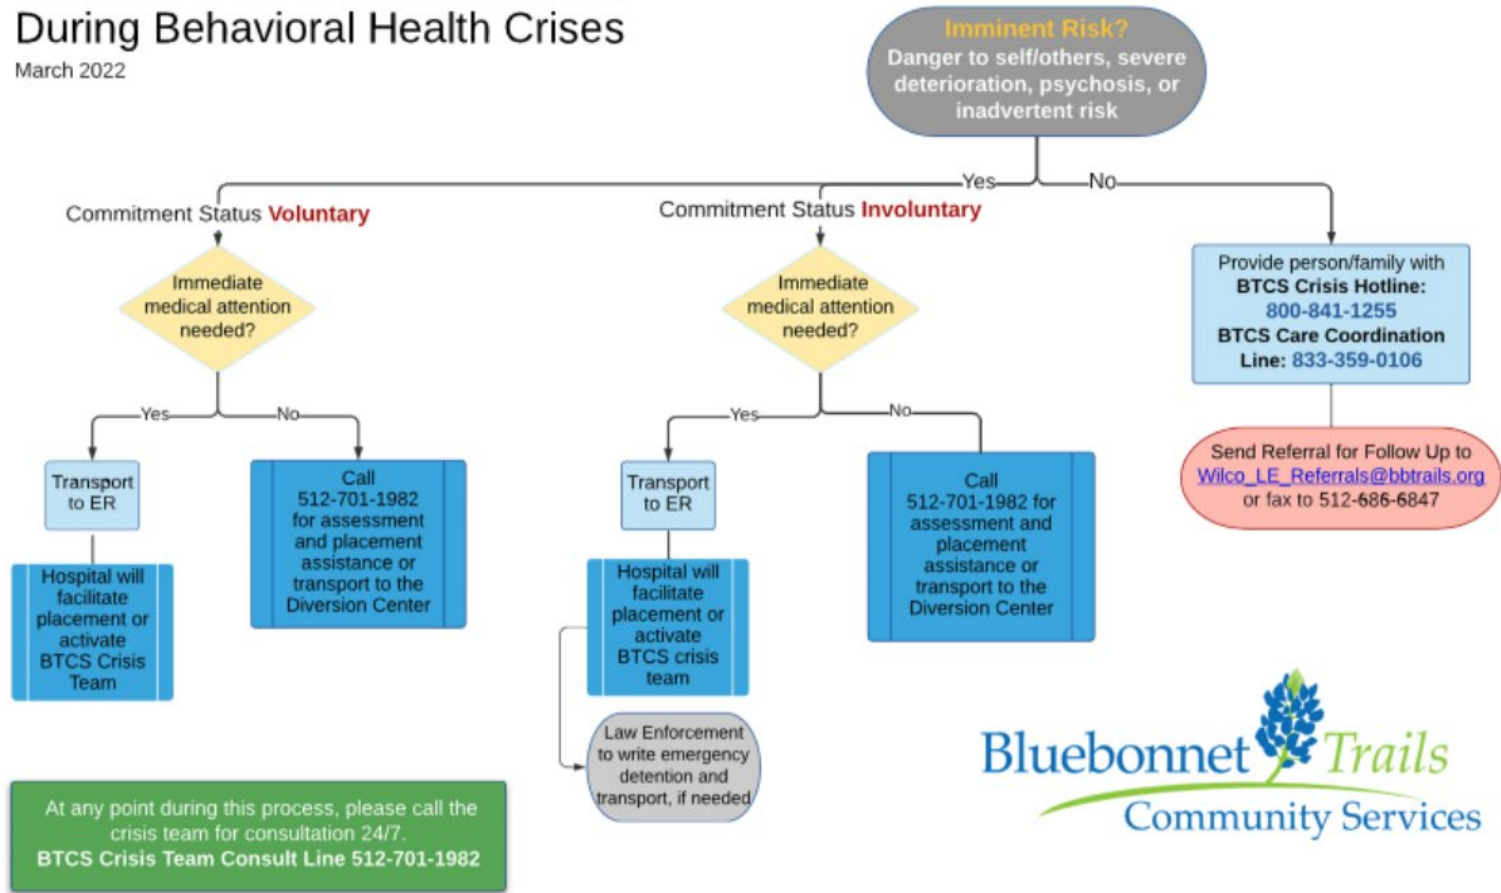 During Behavioral Health Crises
March 2022
Imminent Risk?
Danger to self/others, severe
deterioration, psychosis, or
inadvertent risk
Yes
No
Commitment Status Voluntary
Immediate
medical attention
needed?
Yes
No
Transport
to ER
Hospital will
facilitate
placement or
activate
BTCS Crisis
Team
Call
512-701-1982
for assessment
and placement
assistance or
transport to the
Diversion Center
Commitment Status Involuntary
Immediate
medical attention
needed?
Yes
No
Transport
to ER
Hospital will
facilitate
placement or
activate
BTCS crisis
team
Law Enforcement
to write emergency
detention and
transport, if needed
Call
512-701-1982 for
assessment and
placement
assistance or
transport to the
Diversion Center
Provide person/family with
BTCS Crisis Hotline:
800-841-1255
BTCS Care Coordination
Line: 833-359-0106
Send Referral for Follow Up to
Wilco_LE_Referrals@bbtrails.org
or fax to 512-686-6847
At any point during this process, please call the
crisis team for consultation 24/7.
BTCS Crisis Team Consult Line 512-701-1982
Bluebonnet Trails
Community Services